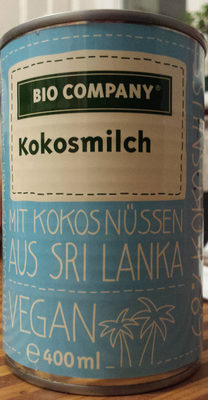 BIO COMPANY®
Kokosmilch
MIT KOKOSNÜSSEN
AUS SRI LANKA
VEGAN
℮ 400 ml